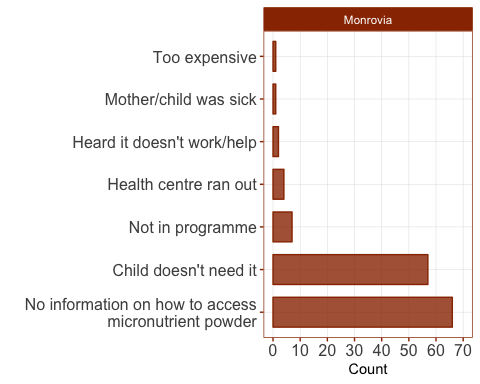 Monrovia
Too expensive
Mother/child was sick
Heard it doesn't work/help
Health centre ran out
Not in programme
Child doesn't need it
No information on how to access
micronutrient powder
0 10 20 30 40 50 60 70
Count